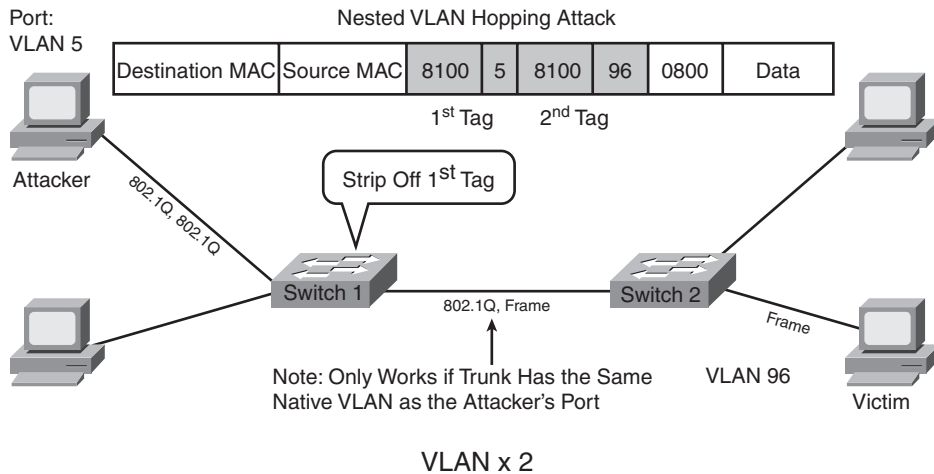 Port:
VLAN 5
Nested VLAN Hopping Attack
Destination MAC Source MAC 8100 5 8100 96 0800 Data
1st Tag 2nd Tag
Attacker
Strip Off 1st Tag
802.1Q, 802.1Q
Switch 1
802.1Q, Frame
Switch 2
Frame
Note: Only Works if Trunk Has the Same
Native VLAN as the Attacker's Port
VLAN 96
Victim
VLAN x 2